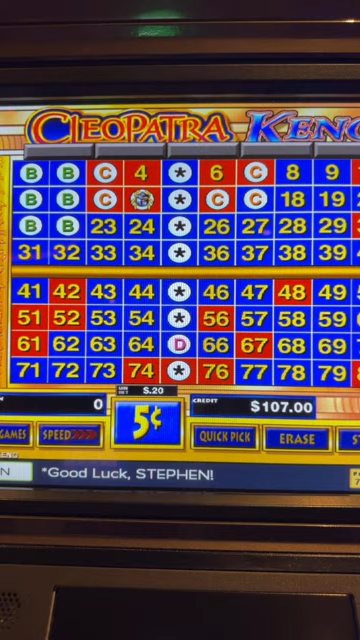 CLEOPATRA KENO
B B C 4 * 6 C 8 9
B B C * C C 18 19
B B 23 24 * 26 27 28 29
31 32 33 34 * 36 37 38 39
41 42 43 44 * 46 47 48 49
51 52 53 54 * 56 57 58 59
61 62 63 64 D 66 67 68 69
71 72 73 74 * 76 77 78 79
0
MIN BET $.20
CREDIT $107.00
GAMES SPEED 5¢ QUICK PICK ERASE ST
N *Good Luck, STEPHEN!